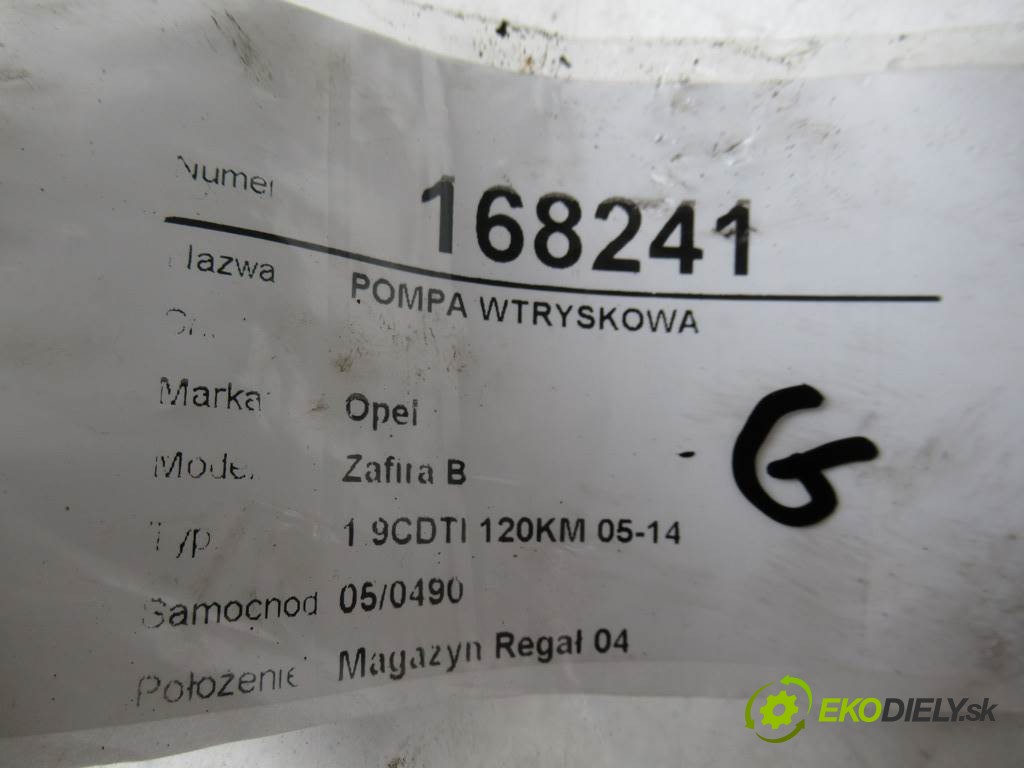 Numer 168241
Nazwa POMPA WTRYSKOWA
Marka Opel
Model Zafira B
Typ 1.9CDTI 120KM 05-14
G
Samochód 05/0490
Położenie Magazyn Regał 04
EKODIELY.sk